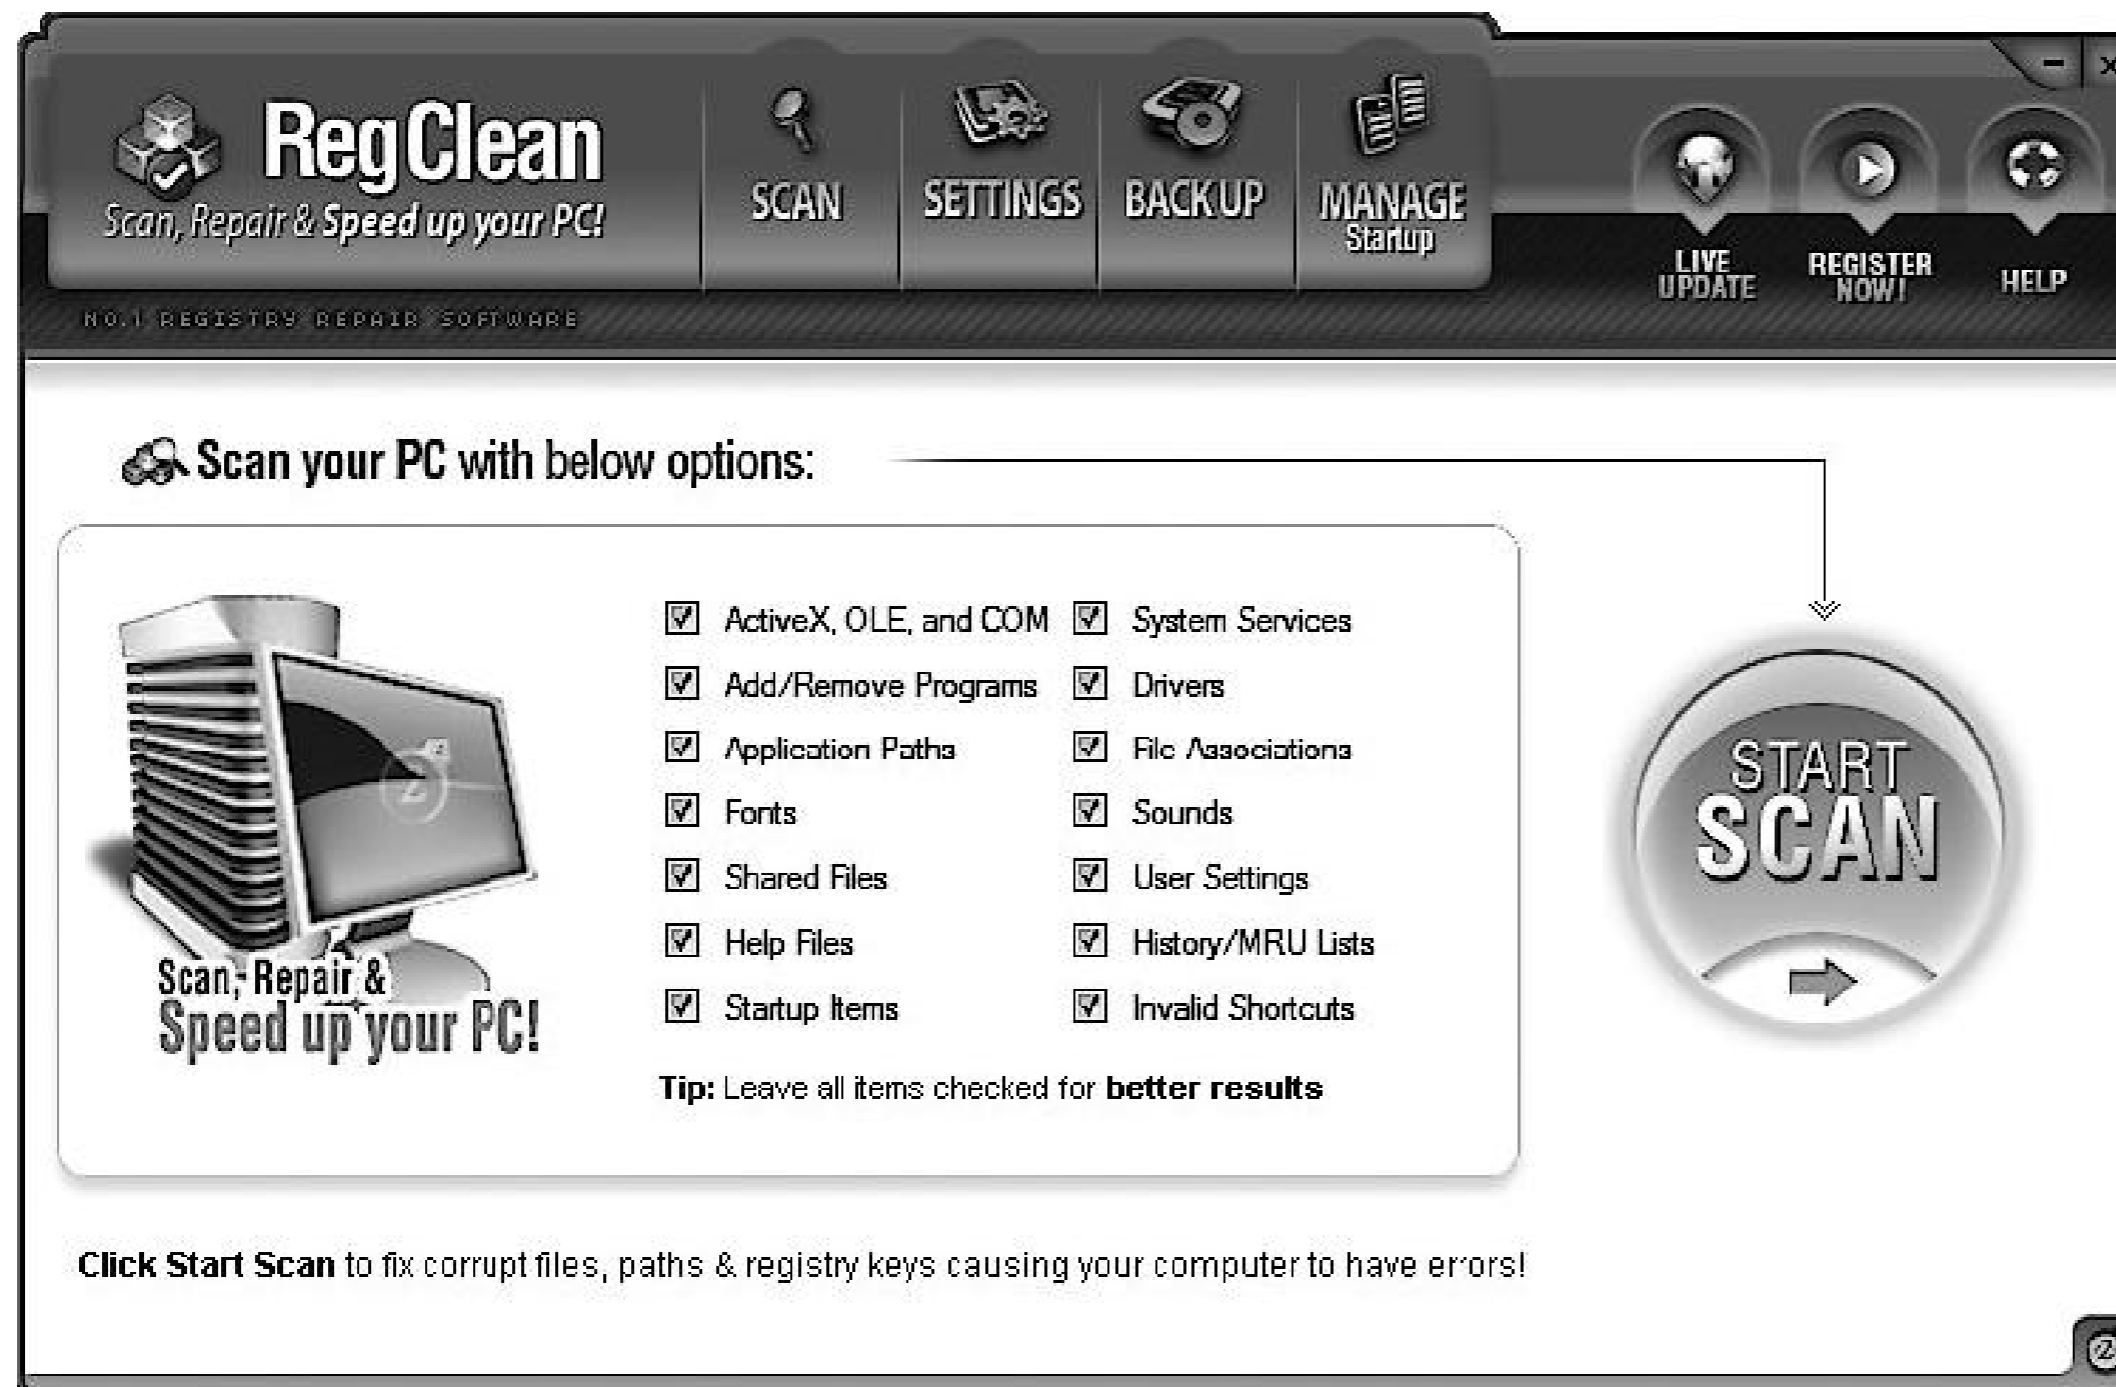 RegClean
Scan, Repair & Speed up your PC!
SCAN
SETTINGS
BACKUP
MANAGE
Startup
LIVE
UPDATE
REGISTER
NOW!
HELP
NO.1 REGISTRY REPAIR SOFTWARE
Scan your PC with below options:
ActiveX, OLE, and COM
System Services
Add/Remove Programs
Drivers
Application Paths
File Associations
Fonts
Sounds
Shared Files
User Settings
Help Files
History/MRU Lists
Startup Items
Invalid Shortcuts
Tip: Leave all items checked for better results
Scan, Repair &
Speed up your PC!
START
SCAN
Click Start Scan to fix corrupt files, paths & registry keys causing your computer to have errors!